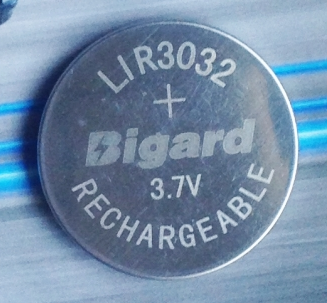 LIR3032
+
Bigard
3.7V
RECHARGEABLE